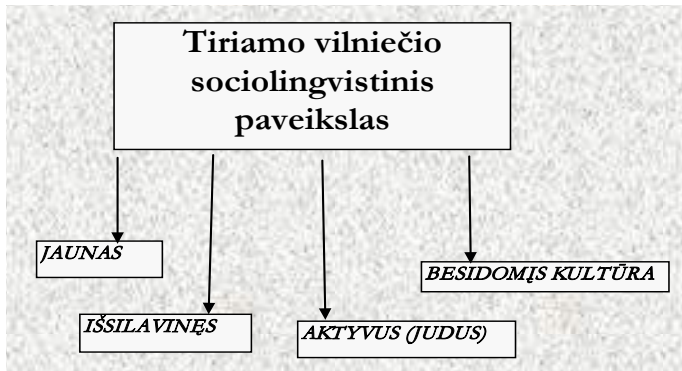 Tiriamo vilniečio
sociolingvistinis
paveikslas
JAUNAS
BESIDOMĮS KULTŪRA
IŠSILAVINĘS
AKTYVUS (JUDUS)